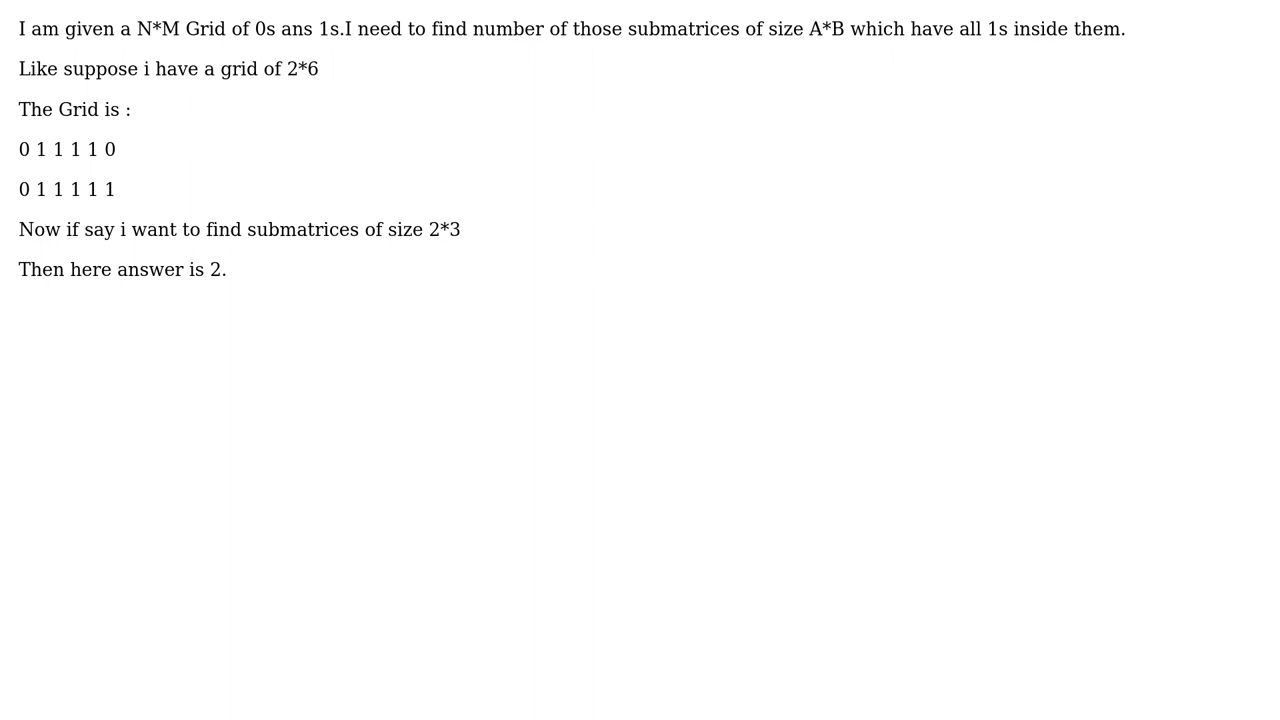 I am given a N*M Grid of 0s ans 1s.I need to find number of those submatrices of size A*B which have all 1s inside them.
Like suppose i have a grid of 2*6
The Grid is :
0 1 1 1 1 0
0 1 1 1 1 1
Now if say i want to find submatrices of size 2*3
Then here answer is 2.